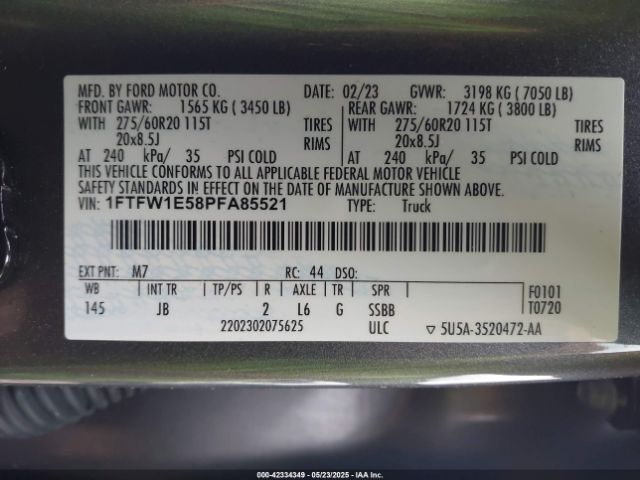 MFD. BY FORD MOTOR CO. DATE: 02/23 GVWR: 3198 KG ( 7050 LB)
FRONT GAWR: 1565 KG ( 3450 LB) REAR GAWR: 1724 KG ( 3800 LB)
WITH 275/60R20 115T TIRES WITH 275/60R20 115T TIRES
20x8.5J RIMS 20x8.5J RIMS
AT 240 kPa/ 35 PSI COLD AT 240 kPa/ 35 PSI COLD
THIS VEHICLE CONFORMS TO ALL APPLICABLE FEDERAL MOTOR VEHICLE
SAFETY STANDARDS IN EFFECT ON THE DATE OF MANUFACTURE SHOWN ABOVE.
VIN: 1FTFW1E58PFA85521 TYPE: Truck
EXT PNT: M7 RC: 44 DSO:
WB INT TR TP/PS R AXLE TR SPR F0101
145 JB 2 L6 G SSBB T0720
2202302075625 ULC ▽ 5U5A-3520472-AA
000-42334349 - 05/23/2025 - IAA Inc.